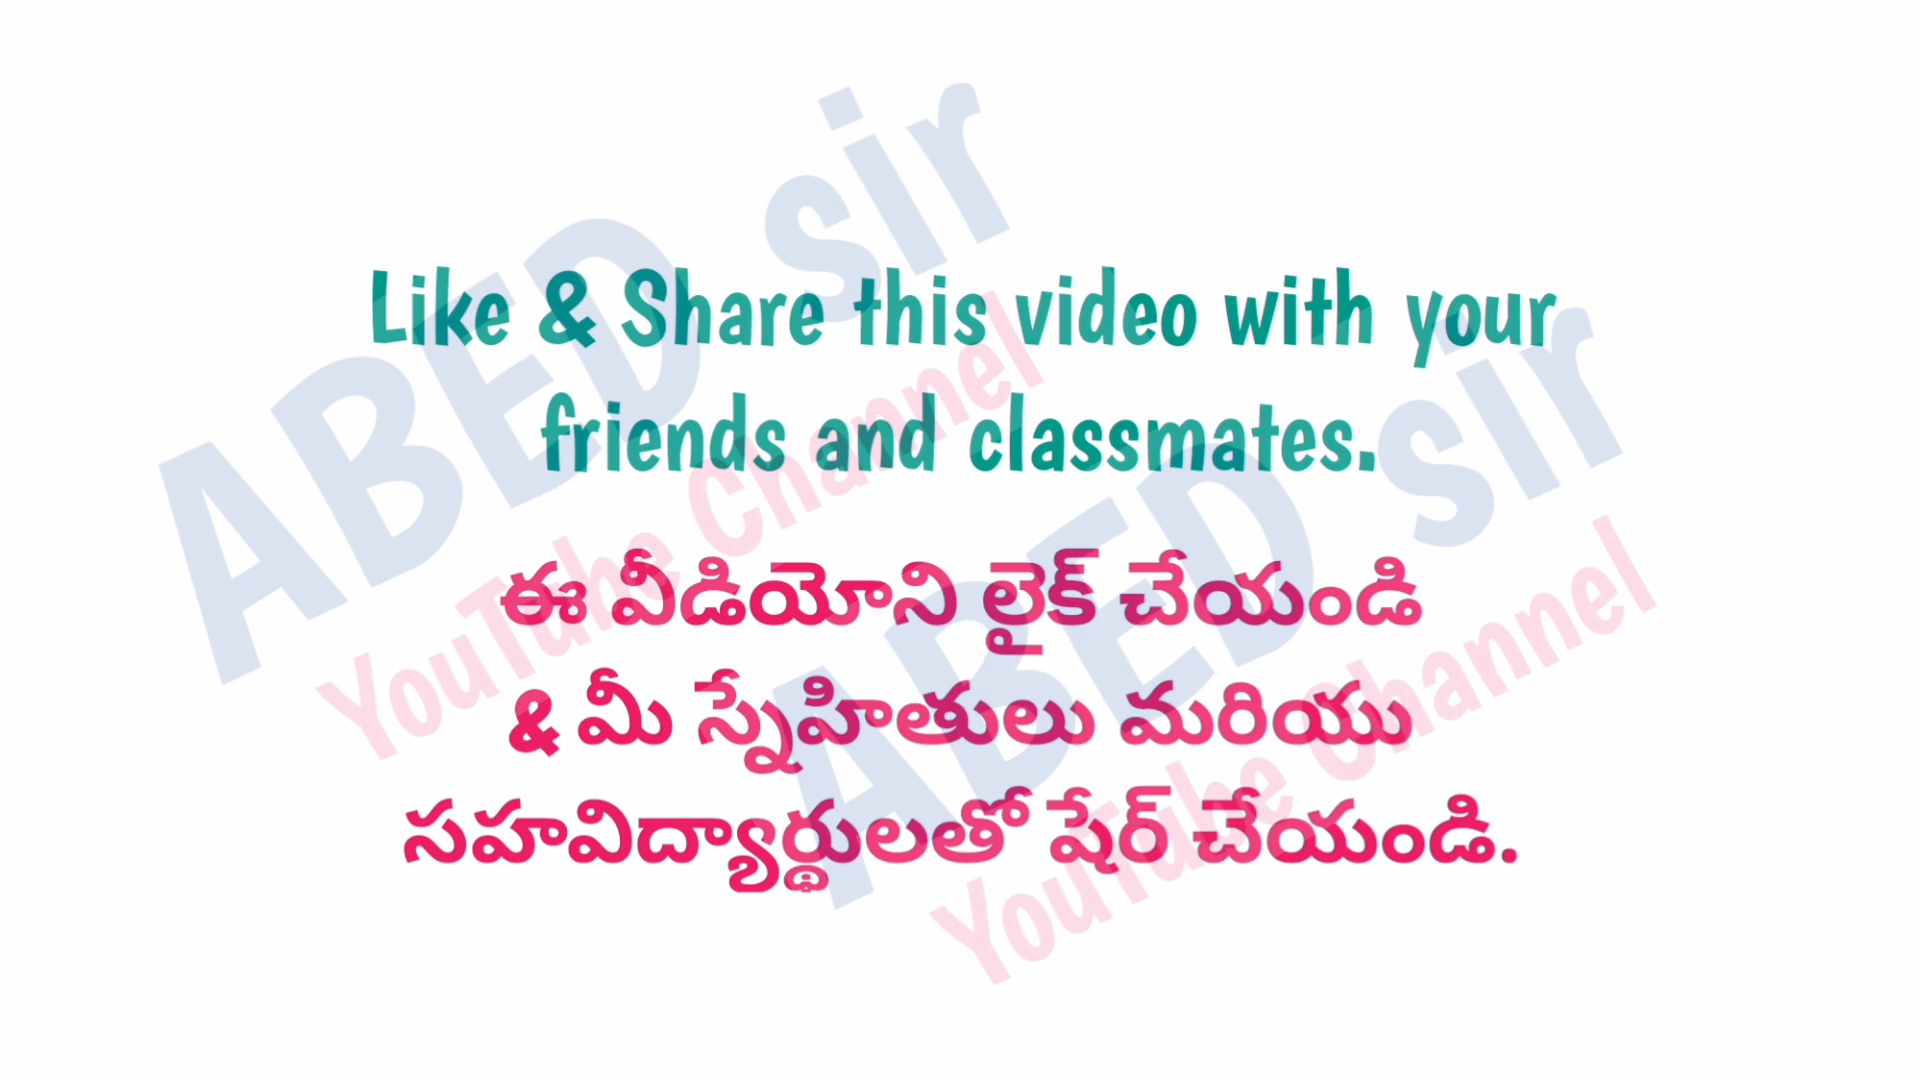 ABED sir
YouTube Channel
Like & Share this video with your
friends and classmates.
ABED sir
YouTube Channel
ఈ వీడియోని లైక్ చేయండి
& మీ స్నేహితులు మరియు
సహవిద్యార్థులతో షేర్ చేయండి.